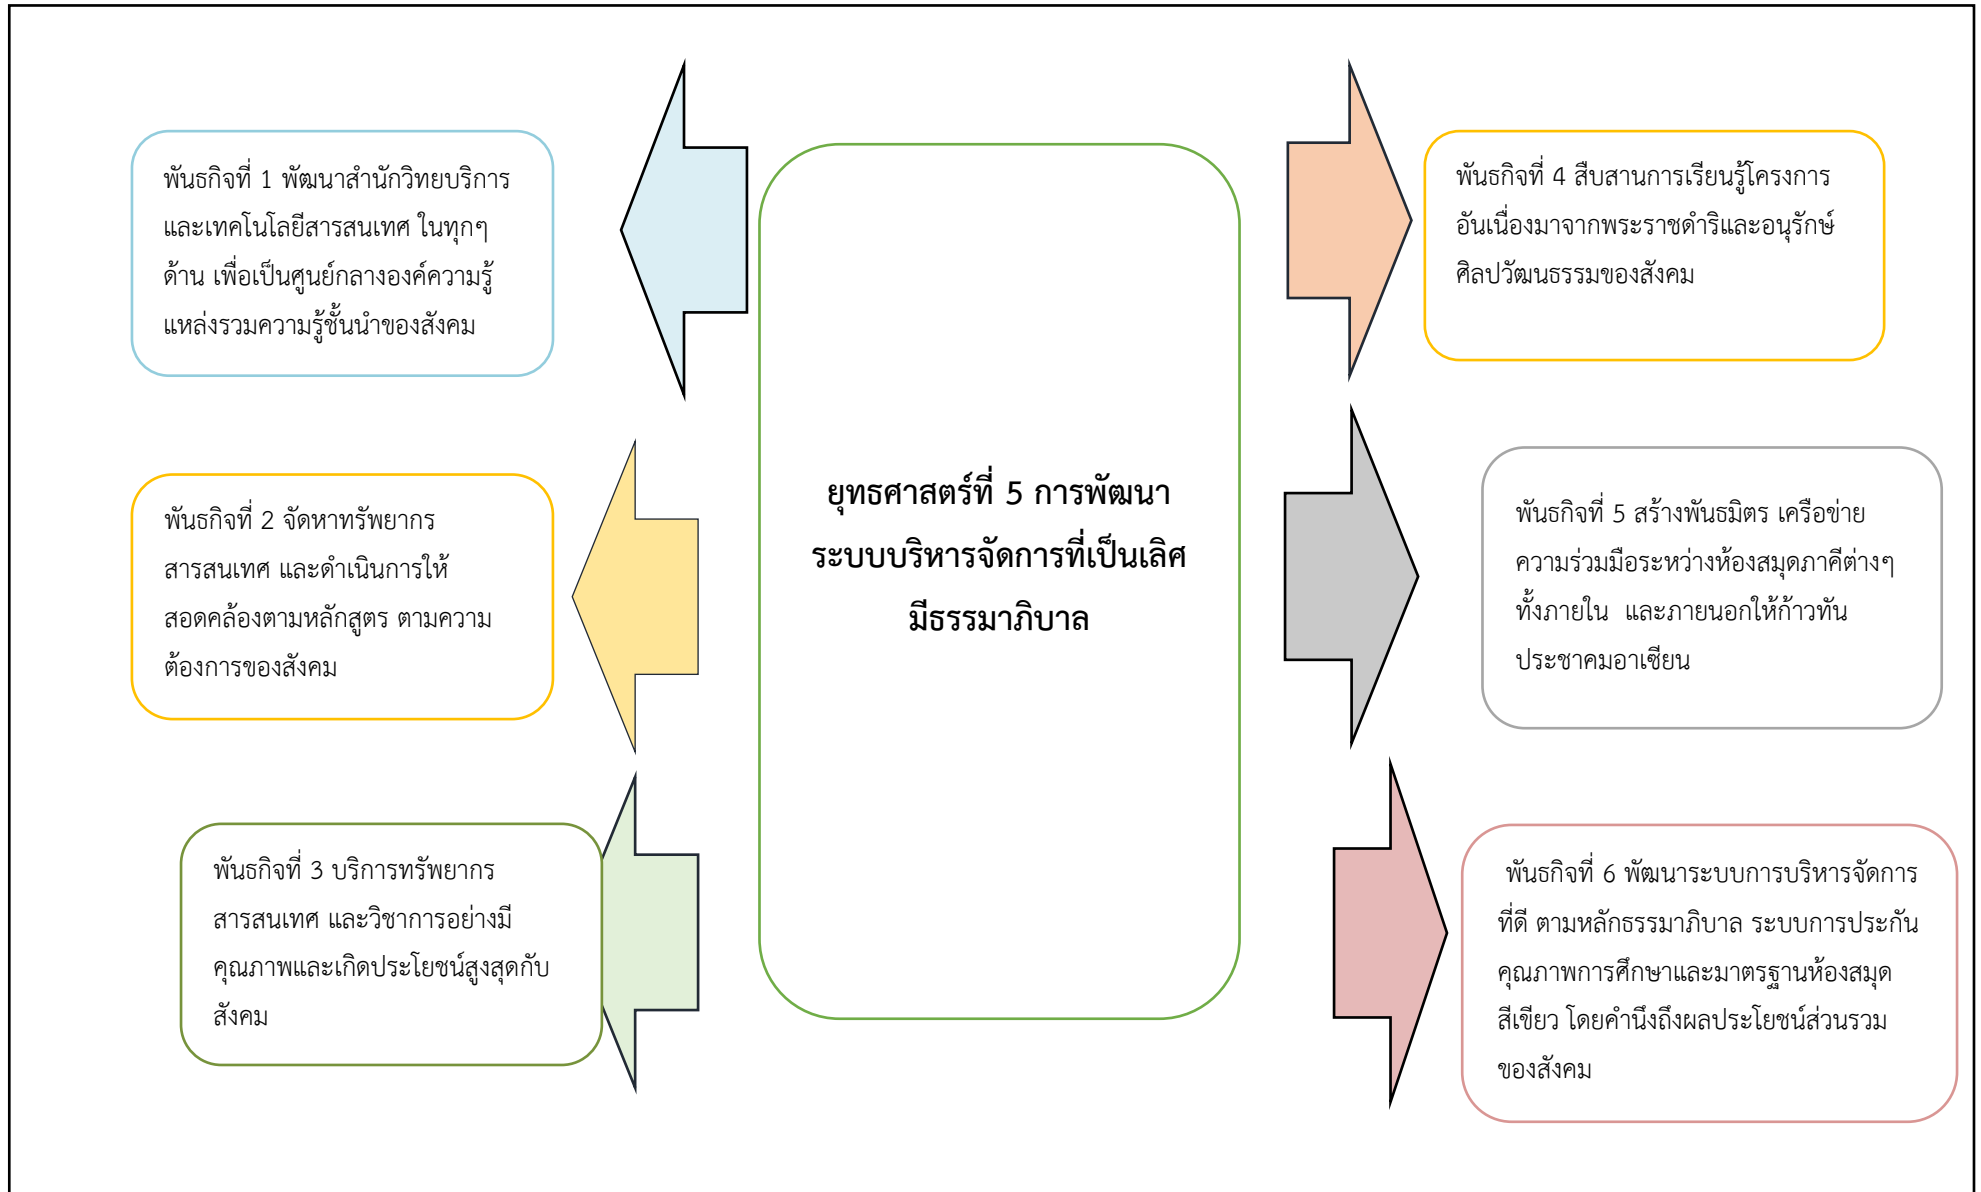 พันธกิจที่ 1 พัฒนาสำนักวิทยบริการ
และเทคโนโลยีสารสนเทศ ในทุกๆ
ด้าน เพื่อเป็นศูนย์กลางองค์ความรู้
แหล่งรวมความรู้ชั้นนำของสังคม
พันธกิจที่ 2 จัดหาทรัพยากร
สารสนเทศ และดำเนินการให้
สอดคล้องตามหลักสูตร ตามความ
ต้องการของสังคม
พันธกิจที่ 3 บริการทรัพยากร
สารสนเทศ และวิชาการอย่างมี
คุณภาพและเกิดประโยชน์สูงสุดกับ
สังคม
ยุทธศาสตร์ที่ 5 การพัฒนา
ระบบบริหารจัดการที่เป็นเลิศ
มีธรรมาภิบาล
พันธกิจที่ 4 สืบสานการเรียนรู้โครงการ
อันเนื่องมาจากพระราชดำริและอนุรักษ์
ศิลปวัฒนธรรมของสังคม
พันธกิจที่ 5 สร้างพันธมิตร เครือข่าย
ความร่วมมือระหว่างห้องสมุดภาคีต่างๆ
ทั้งภายใน และภายนอกให้ก้าวทัน
ประชาคมอาเซียน
พันธกิจที่ 6 พัฒนาระบบการบริหารจัดการ
ที่ดี ตามหลักธรรมาภิบาล ระบบการประกัน
คุณภาพการศึกษาและมาตรฐานห้องสมุด
สีเขียว โดยคำนึงถึงผลประโยชน์ส่วนรวม
ของสังคม